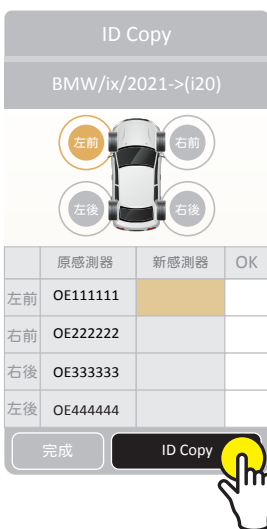 ID Copy
BMW/ix/2021->(i20)
左前 右前
左後 右後
原感測器 新感測器 OK
左前 OE111111
右前 OE222222
右後 OE333333
左後 OE444444
完成 ID Copy